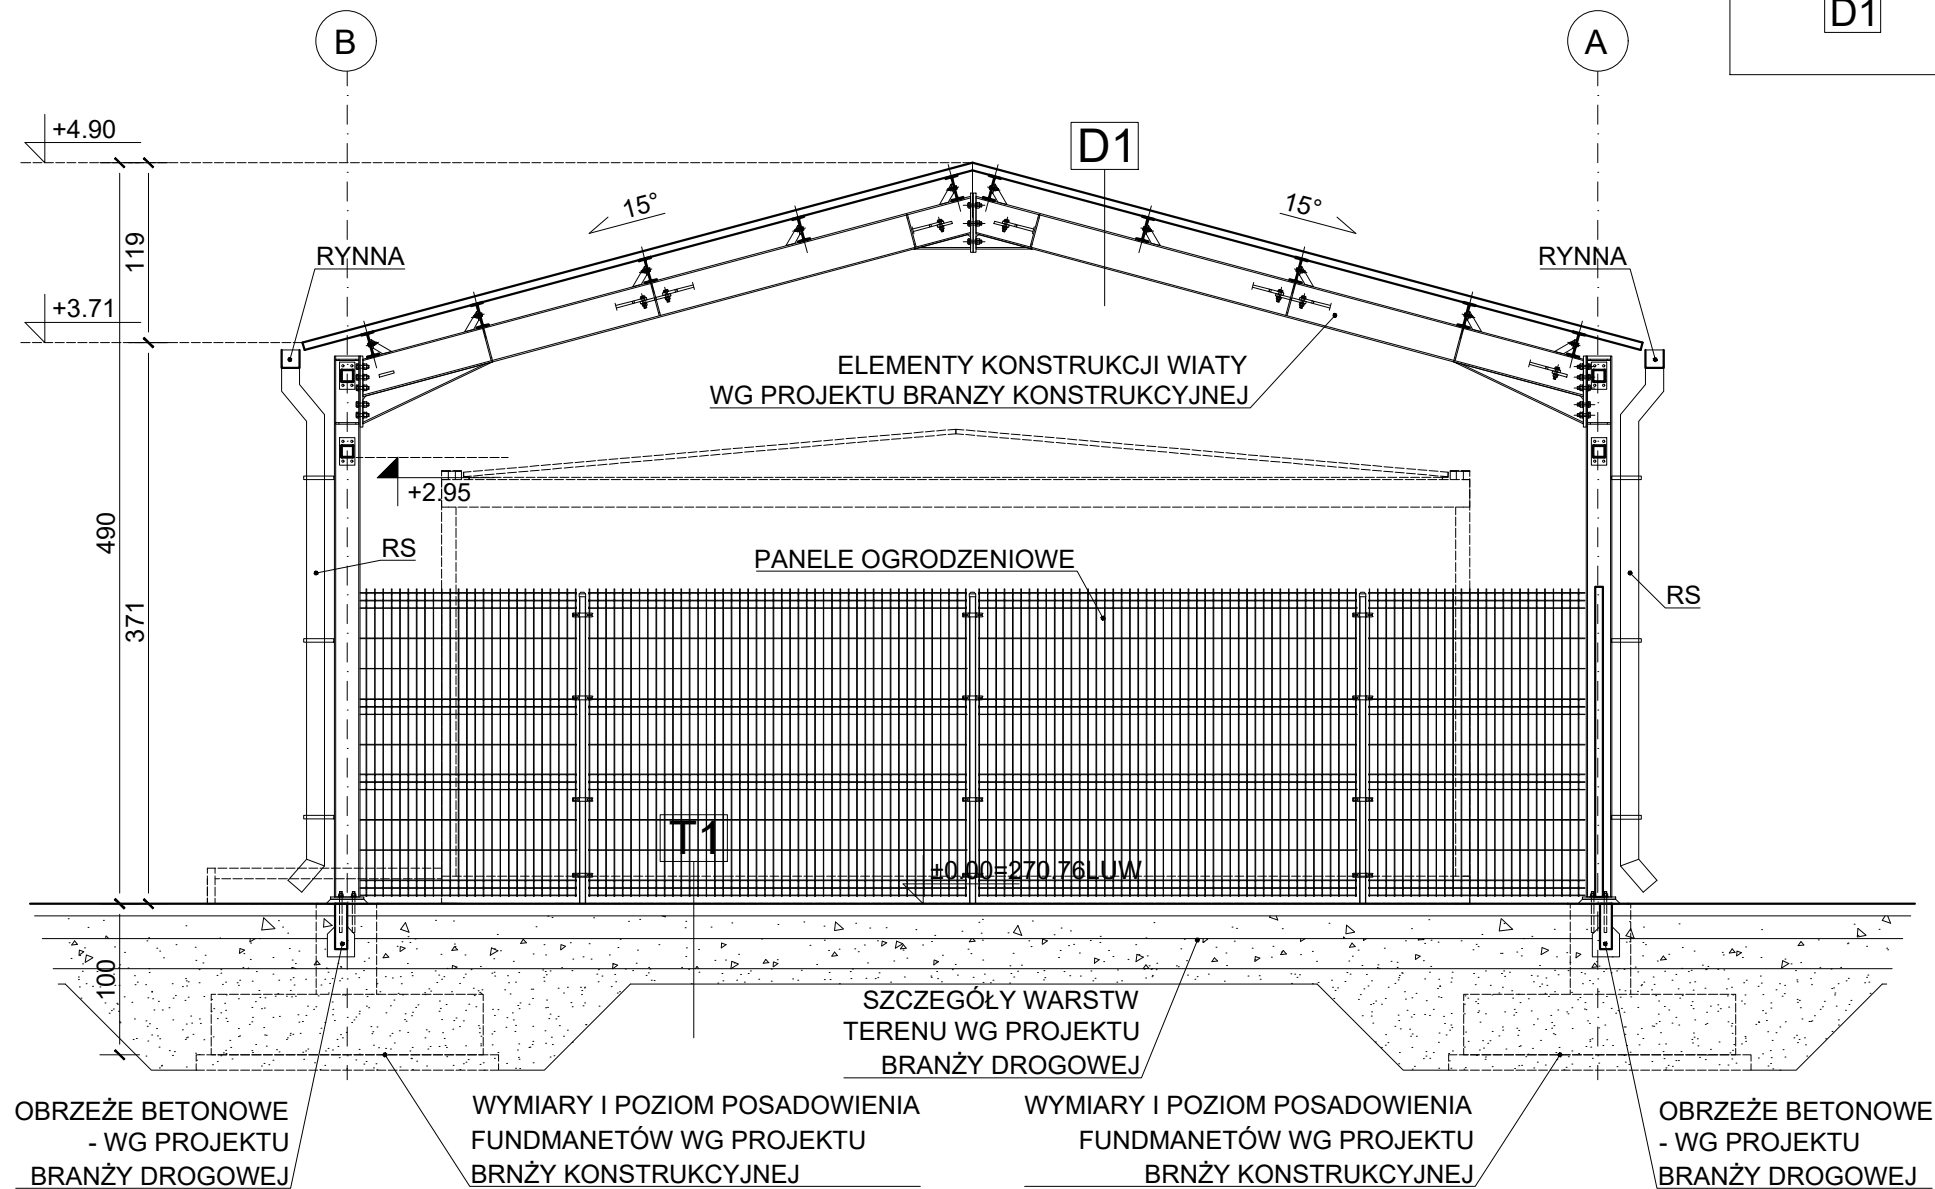 B
A
D1
+4.90
D1
15°
15°
119
RYNNA
RYNNA
+3.71
ELEMENTY KONSTRUKCJI WIATY
WG PROJEKTU BRANZY KONSTRUKCYJNEJ
+2.95
490
RS
PANELE OGRODZENIOWE
RS
371
T1
±0.00=270.76LUW
100
SZCZEGÓŁY WARSTW
TERENU WG PROJEKTU
BRANŻY DROGOWEJ
OBRZEŻE BETONOWE
- WG PROJEKTU
BRANŻY DROGOWEJ
WYMIARY I POZIOM POSADOWIENIA
FUNDMANETÓW WG PROJEKTU
BRNŻY KONSTRUKCYJNEJ
WYMIARY I POZIOM POSADOWIENIA
FUNDMANETÓW WG PROJEKTU
BRNŻY KONSTRUKCYJNEJ
OBRZEŻE BETONOWE
- WG PROJEKTU
BRANŻY DROGOWEJ